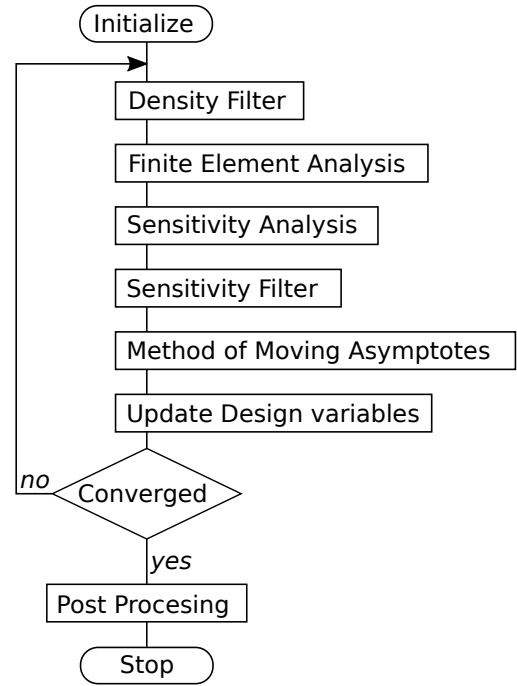 Initialize
Density Filter
Finite Element Analysis
Sensitivity Analysis
Sensitivity Filter
Method of Moving Asymptotes
Update Design variables
no
Converged
yes
Post Procesing
Stop